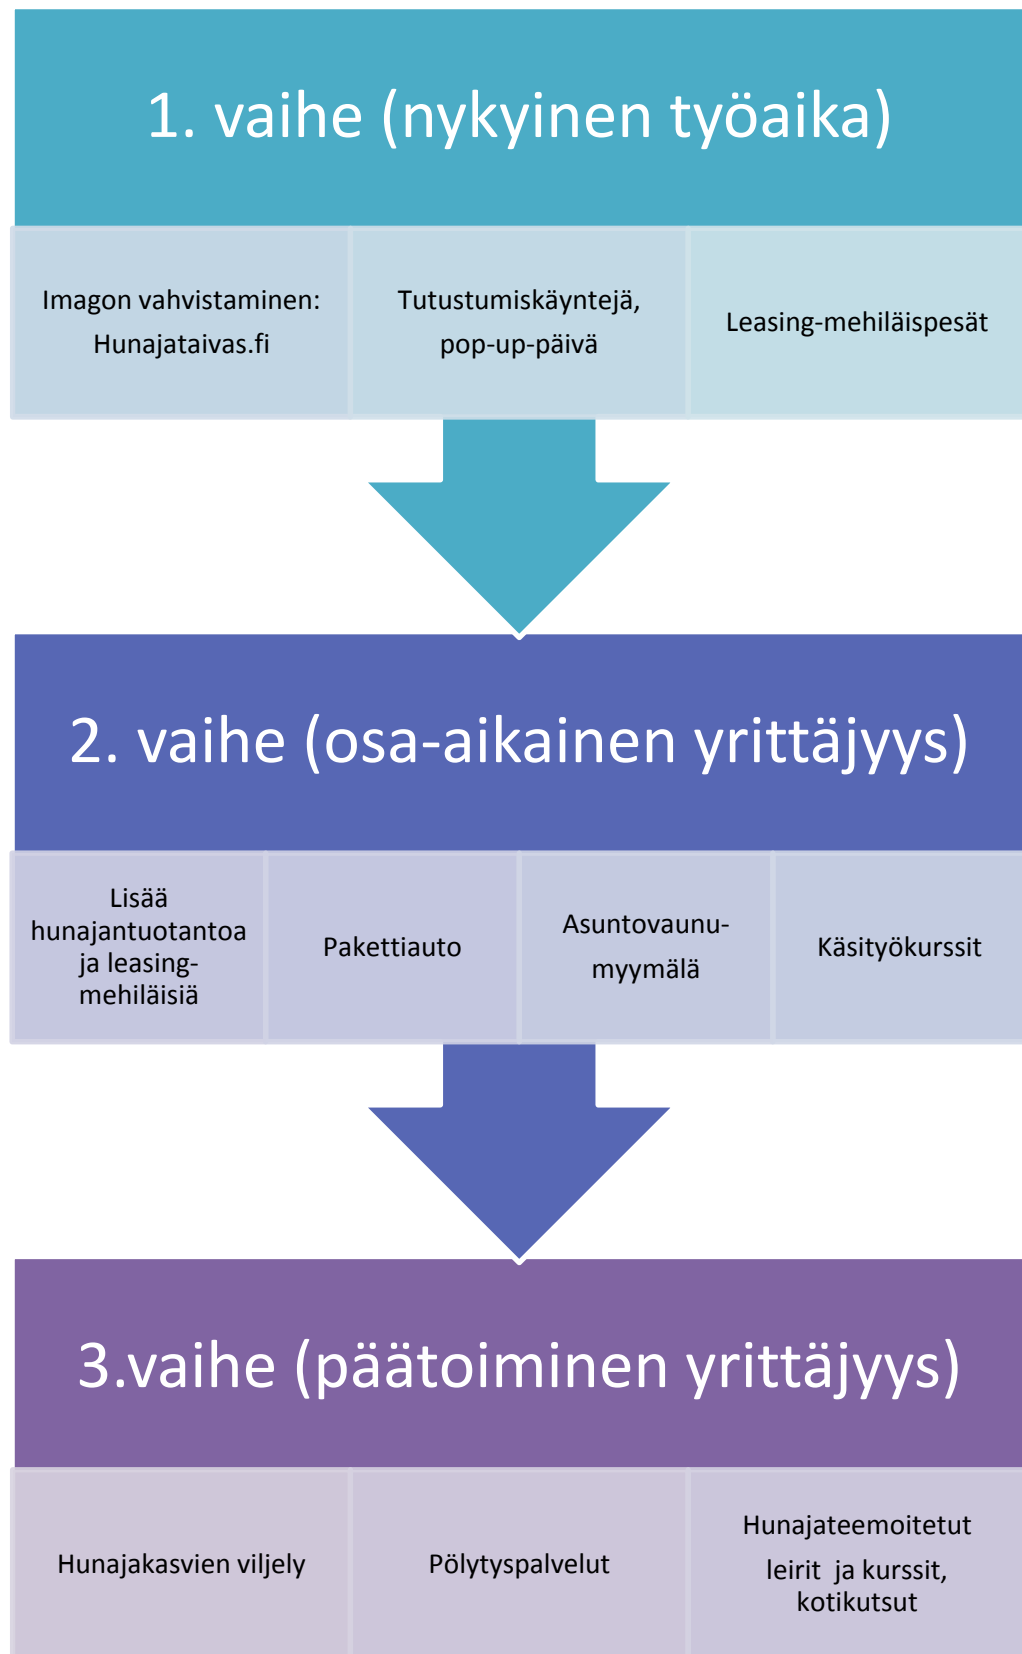 1. vaihe (nykyinen työaika)
Imagon vahvistaminen:
Hunajataivas.fi
Tutustumiskäyntejä,
pop-up-päivä
Leasing-mehiläispesät
2. vaihe (osa-aikainen yrittäjyys)
Lisää
hunajantuotantoa
ja leasing-
mehiläisiä
Pakettiauto
Asuntovaunu-
myymälä
Käsityökurssit
3.vaihe (päätoiminen yrittäjyys)
Hunajakasvien viljely
Pölytyspalvelut
Hunajateemoitetut
leirit  ja kurssit,
kotikutsut